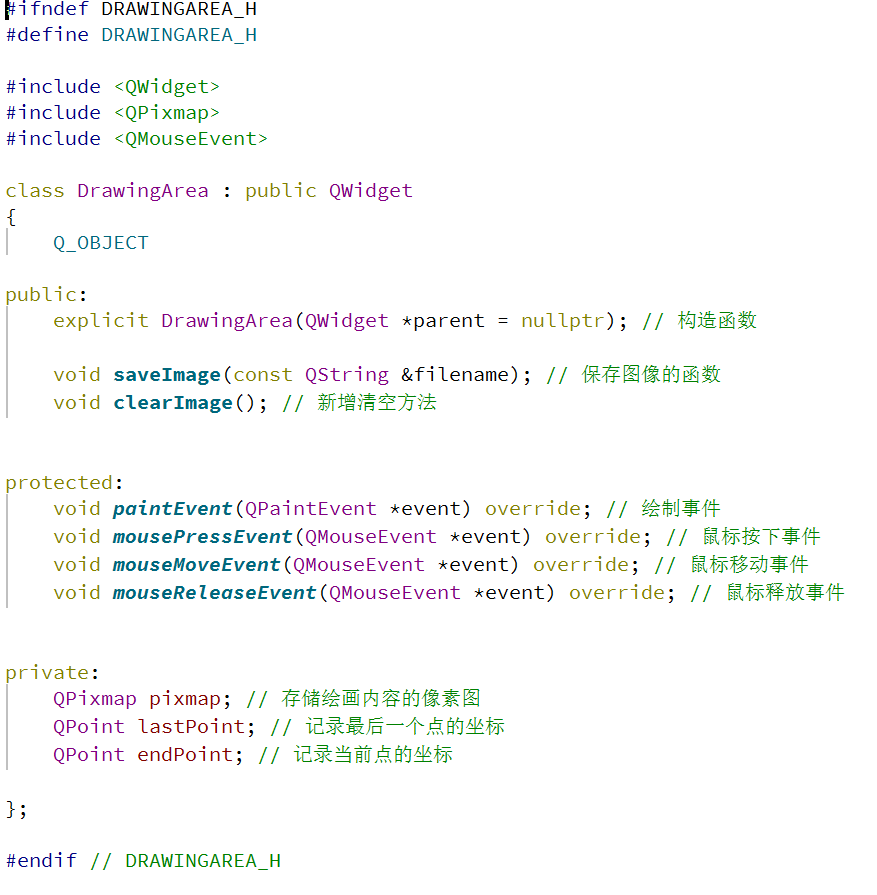 #ifndef DRAWINGAREA_H
#define DRAWINGAREA_H
#include <QWidget>
#include <QPixmap>
#include <QMouseEvent>
class DrawingArea : public QWidget
{
Q_OBJECT
public:
explicit DrawingArea(QWidget *parent = nullptr); // 构造函数
void saveImage(const QString &filename); // 保存图像的函数
void clearImage(); // 新增清空方法
protected:
void paintEvent(QPaintEvent *event) override; // 绘制事件
void mousePressEvent(QMouseEvent *event) override; // 鼠标按下事件
void mouseMoveEvent(QMouseEvent *event) override; // 鼠标移动事件
void mouseReleaseEvent(QMouseEvent *event) override; // 鼠标释放事件
private:
QPixmap pixmap; // 存储绘画内容的像素图
QPoint lastPoint; // 记录最后一个点的坐标
QPoint endPoint; // 记录当前点的坐标
};
#endif // DRAWINGAREA_H